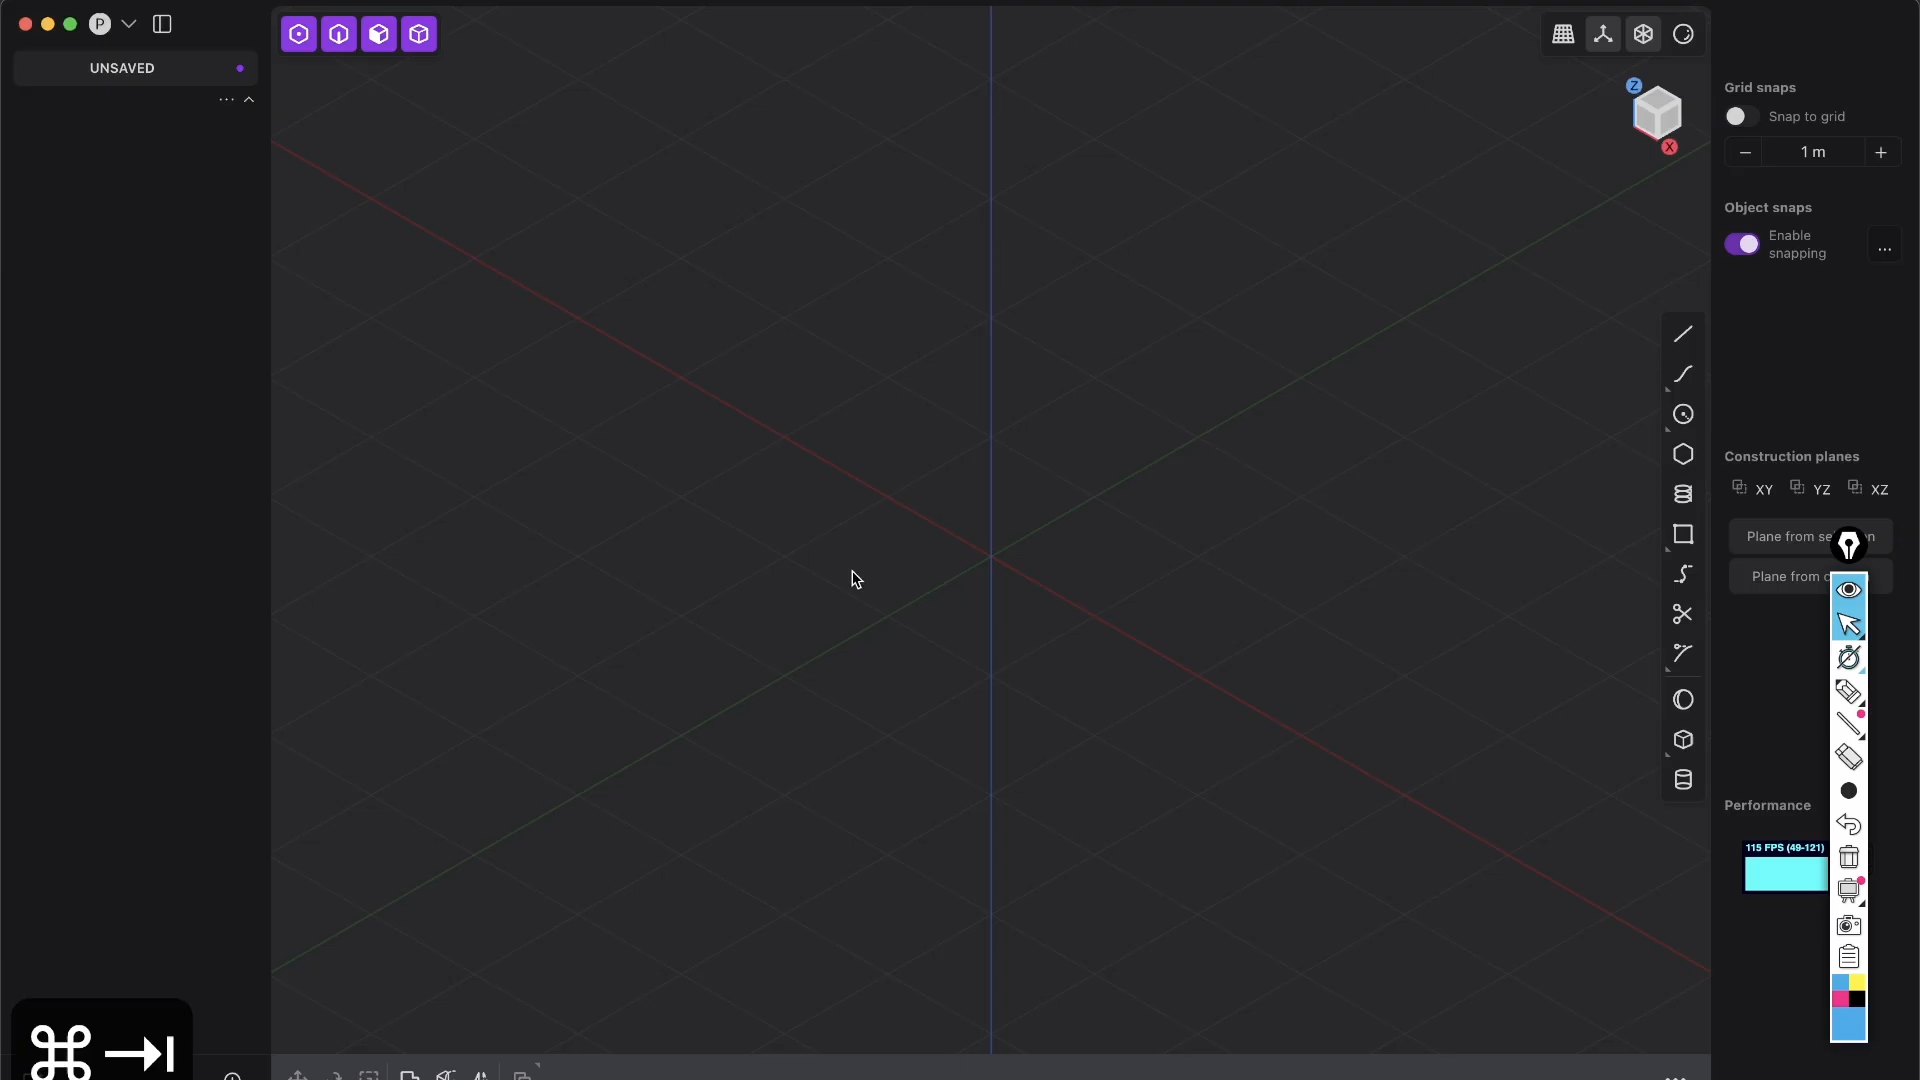 P
UNSAVED
Z
X
Grid snaps
Snap to grid
1 m
Object snaps
Enable
snapping
Construction planes
XY YZ XZ
Plane from se
Plane from
Performance
115 FPS (49-121)